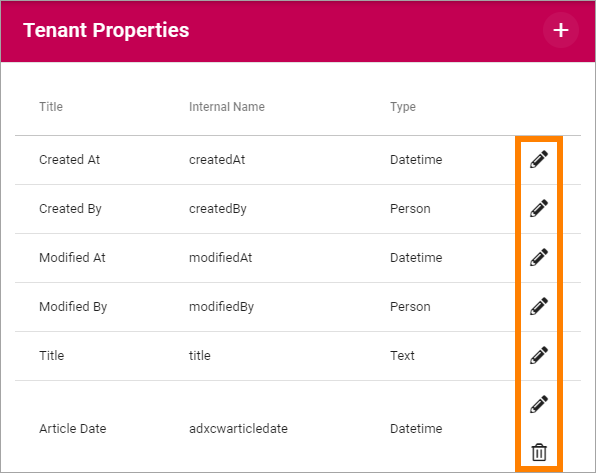 Tenant Properties
Title Internal Name Type
Created At createdAt Datetime
Created By createdBy Person
Modified At modifiedAt Datetime
Modified By modifiedBy Person
Title title Text
Article Date adxcwarticledate Datetime